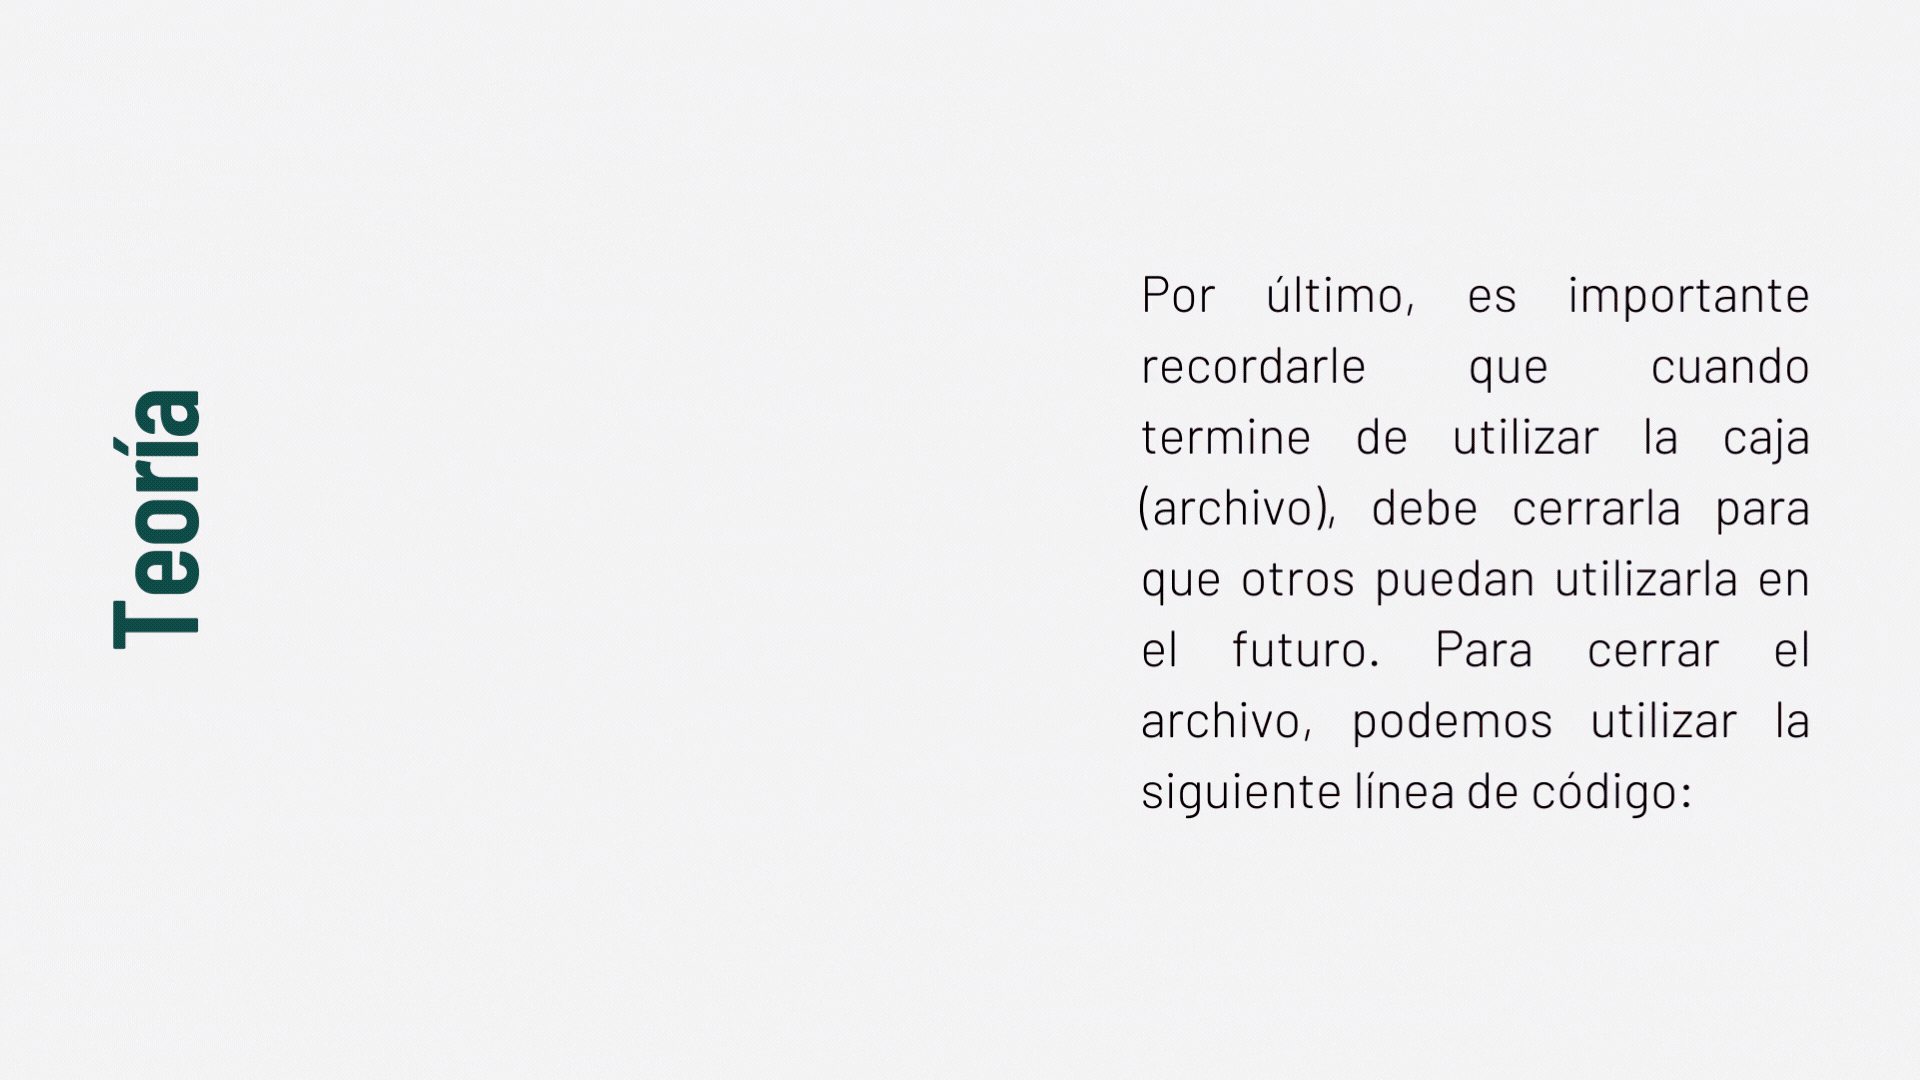 Teoría
Por último, es importante
recordarle que cuando
termine de utilizar la caja
(archivo), debe cerrarla para
que otros puedan utilizarla en
el futuro. Para cerrar el
archivo, podemos utilizar la
siguiente línea de código: